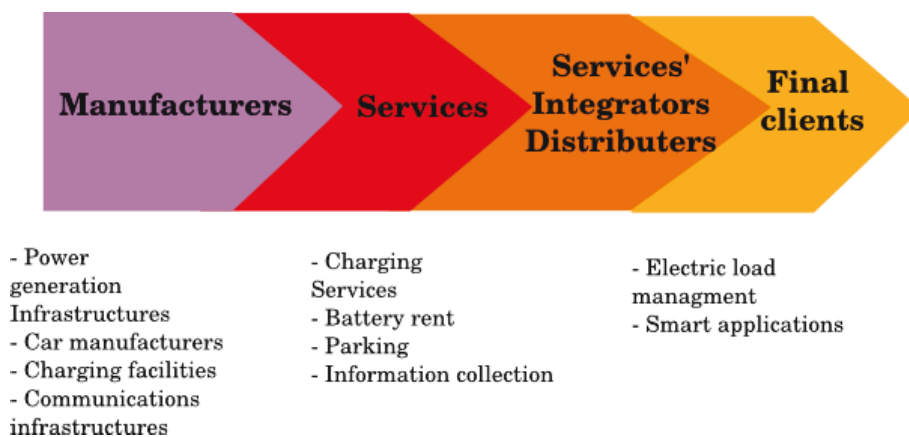 Manufacturers
Services
Services'
Integrators
Distributers
Final
clients
- Power
generation
Infrastructures
- Car manufacturers
- Charging facilities
- Communications
infrastructures
- Charging
Services
- Battery rent
- Parking
- Information collection
- Electric load
managment
- Smart applications